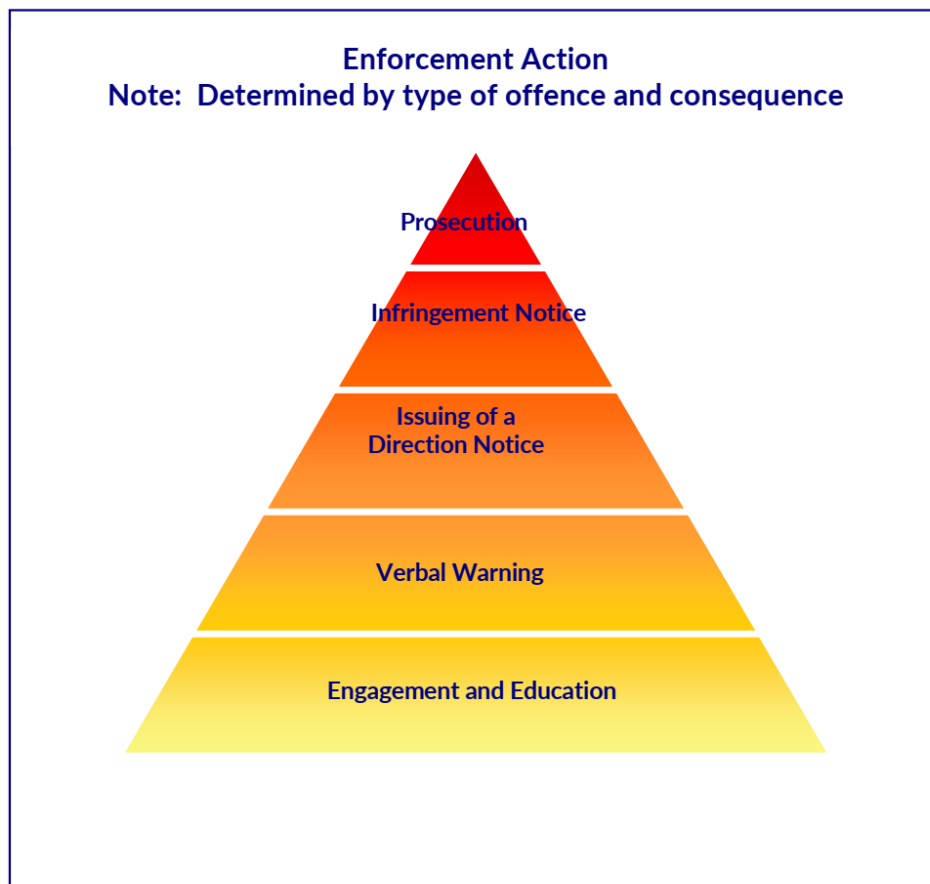 Enforcement Action
Note:  Determined by type of offence and consequence
Prosecution
Infringement Notice
Issuing of a
Direction Notice
Verbal Warning
Engagement and Education